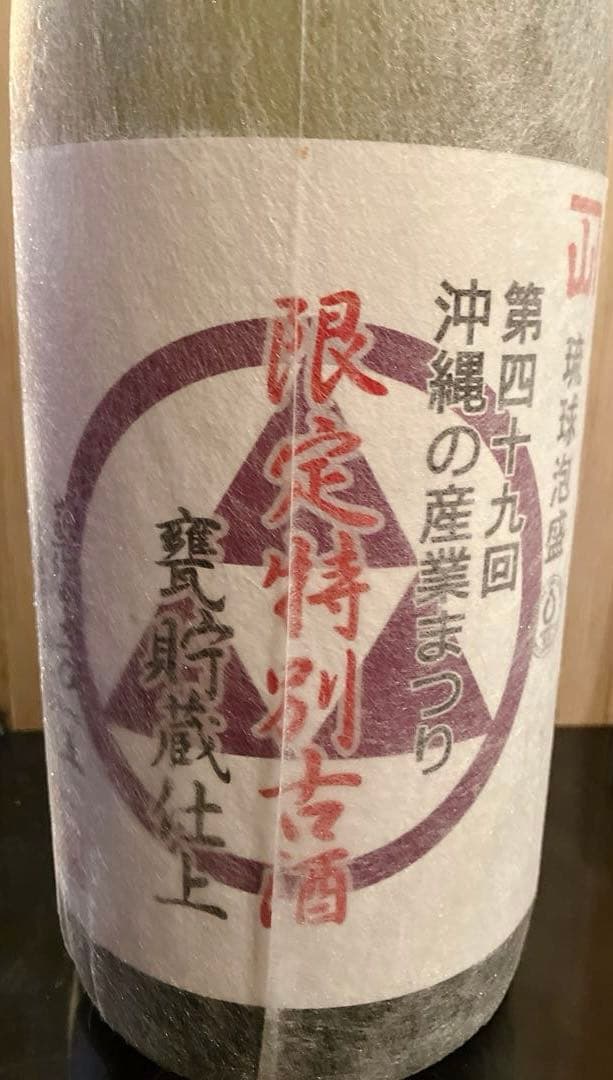 山
琉球泡盛
第四十九回
沖縄の産業まつり
限定特別古酒
甕貯蔵仕上